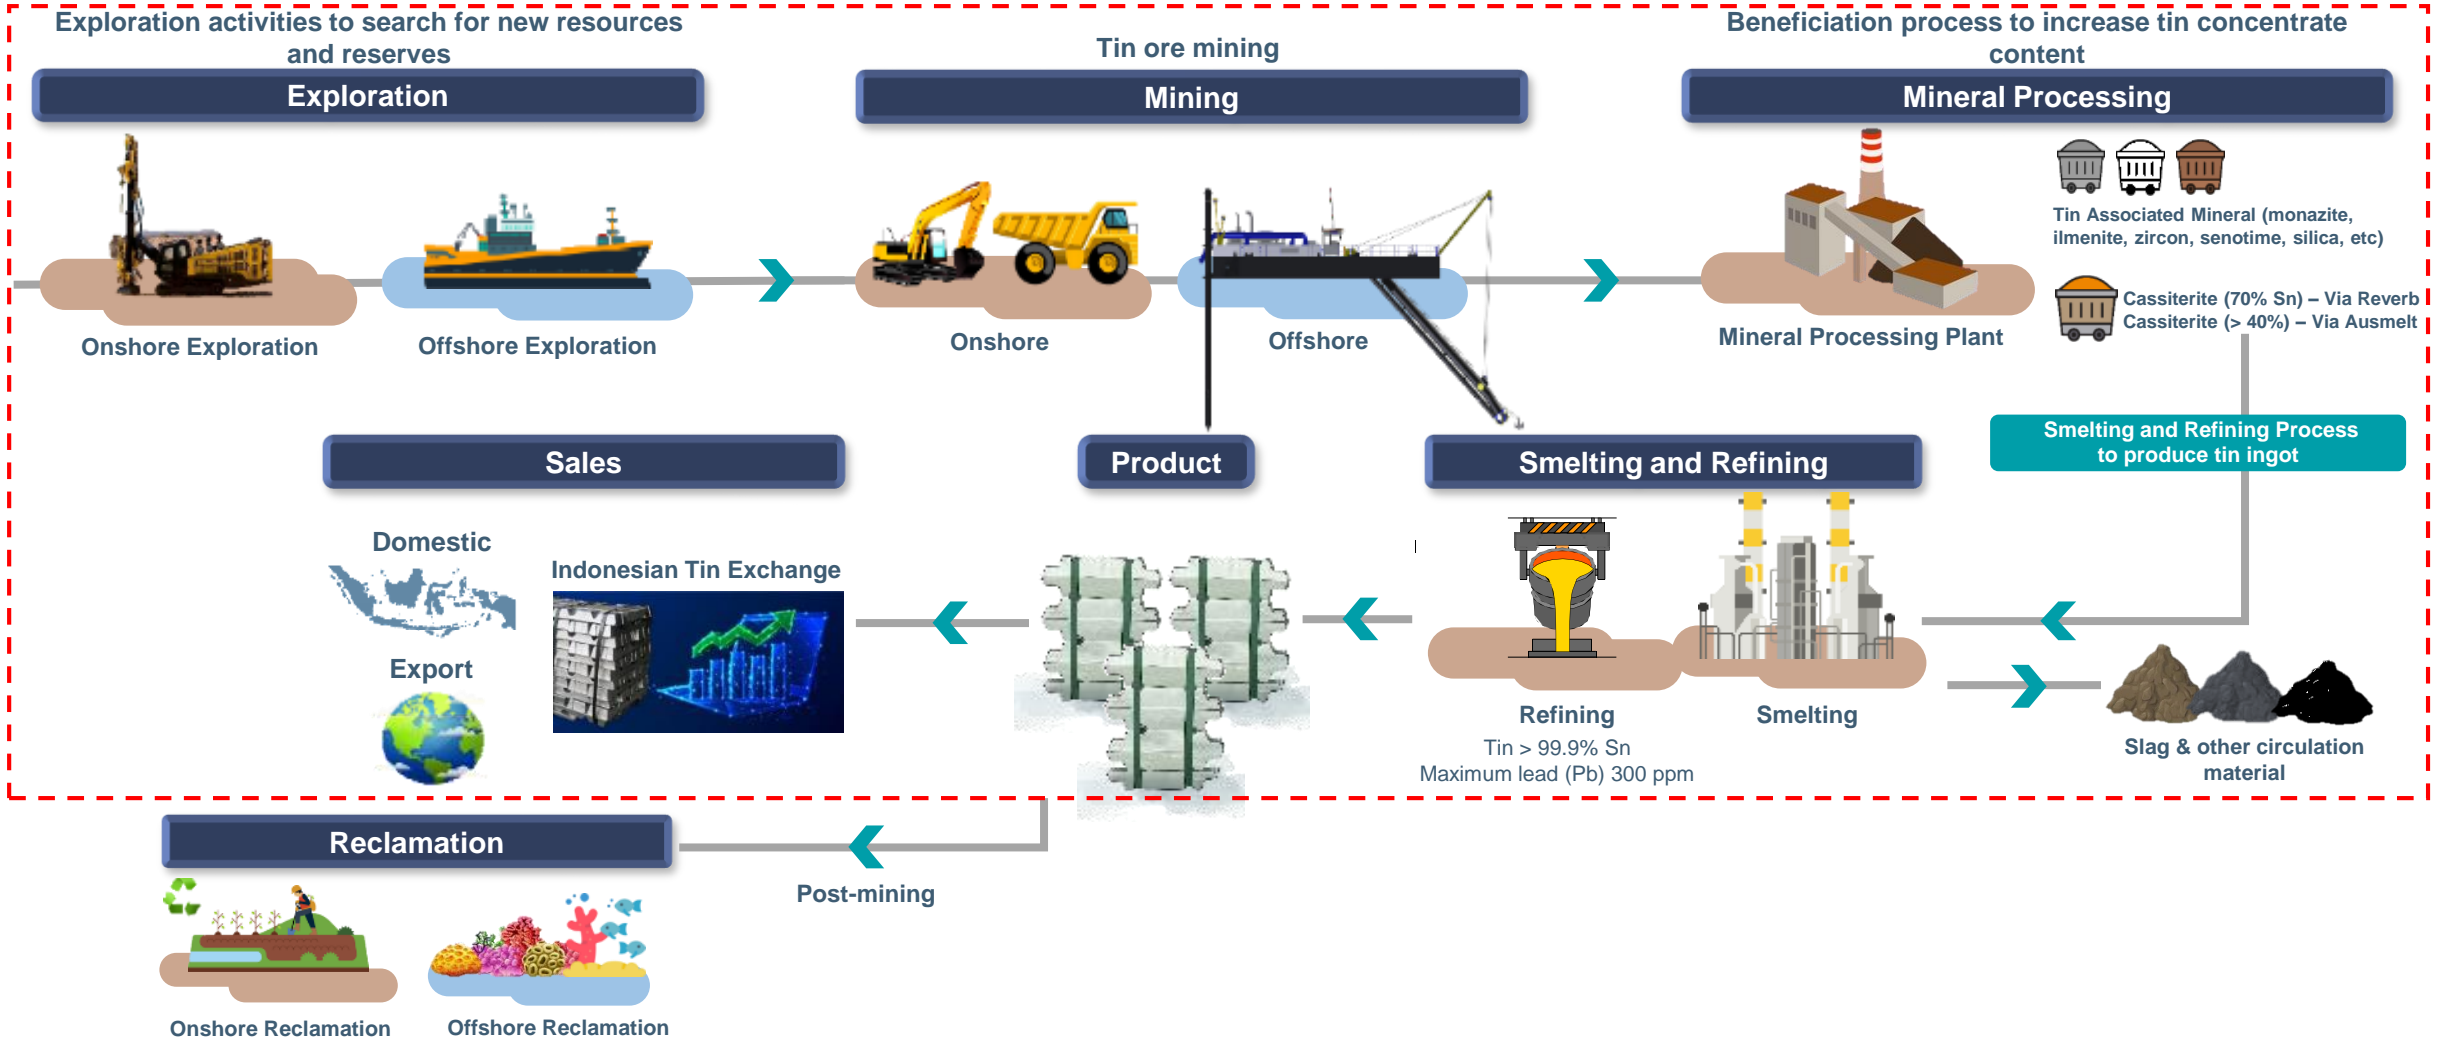 Exploration activities to search for new resources
and reserves
Exploration
Onshore Exploration
Offshore Exploration
Tin ore mining
Mining
Onshore
Offshore
Beneficiation process to increase tin concentrate
content
Mineral Processing
Mineral Processing Plant
Tin Associated Mineral (monazite,
ilmenite, zircon, senotime, silica, etc)
Cassiterite (70% Sn) – Via Reverb
Cassiterite (> 40%) – Via Ausmelt
Smelting and Refining Process
to produce tin ingot
Smelting and Refining
Refining
Tin > 99.9% Sn
Maximum lead (Pb) 300 ppm
Smelting
Slag & other circulation
material
Product
Sales
Domestic
Export
Indonesian Tin Exchange
Reclamation
Post-mining
Onshore Reclamation
Offshore Reclamation